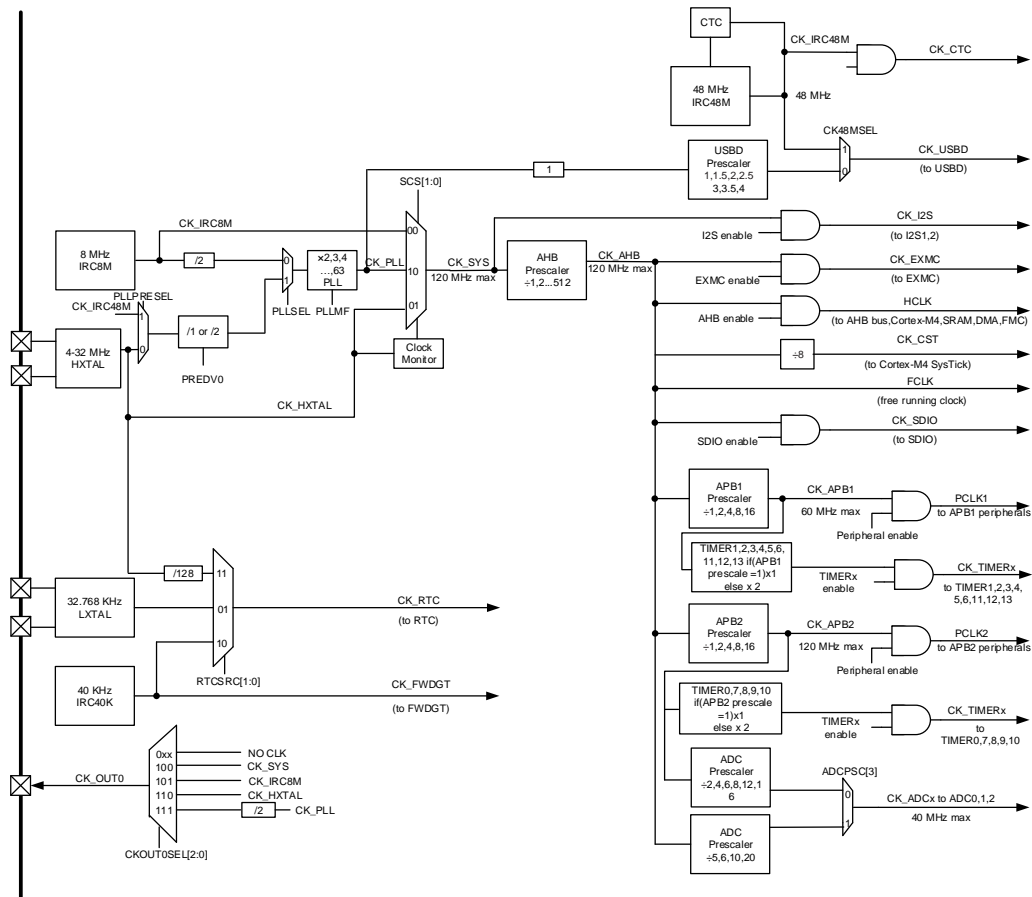 CTC
CK_IRC48M
CK_CTC
48 MHz
IRC48M
48 MHz
CK48MSEL
1
0
CK_USBD
(to USBD)
USBD
Prescaler
1,1.5,2,2.5
3,3.5,4
1
SCS[1:0]
CK_IRC8M
8 MHz
IRC8M
/2
0
1
×2,3,4
…,63
PLL
CK_PLL
00
10
01
CK_SYS
120 MHz max
AHB
Prescaler
÷1,2...512
CK_AHB
120 MHz max
I2S enable
CK_I2S
(to I2S1,2)
EXMC enable
CK_EXMC
(to EXMC)
AHB enable
HCLK
(to AHB bus,Cortex-M4,SRAM,DMA,FMC)
÷8
CK_CST
(to Cortex-M4 SysTick)
FCLK
(free running clock)
SDIO enable
CK_SDIO
(to SDIO)
PLLPRESEL
CK_IRC48M
1
0
PLLSEL
PLLMF
4-32 MHz
HXTAL
/1 or /2
PREDV0
Clock
Monitor
CK_HXTAL
APB1
Prescaler
÷1,2,4,8,16
CK_APB1
60 MHz max
Peripheral enable
PCLK1
to APB1 peripherals
TIMER1,2,3,4,5,6,
11,12,13 if(APB1
prescale =1)x1
else x 2
TIMERx
enable
CK_TIMERx
to TIMER1,2,3,4,
5,6,11,12,13
/128
11
01
10
32.768 KHz
LXTAL
CK_RTC
(to RTC)
RTCSRC[1:0]
APB2
Prescaler
÷1,2,4,8,16
CK_APB2
120 MHz max
Peripheral enable
PCLK2
to APB2 peripherals
40 KHz
IRC40K
CK_FWDGT
(to FWDGT)
TIMER0,7,8,9,10
if(APB2 prescale
=1)x1
else x 2
TIMERx
enable
CK_TIMERx
to
TIMER0,7,8,9,10
CK_OUT0
0xx
100
101
110
111
NO CLK
CK_SYS
CK_IRC8M
CK_HXTAL
/2
CK_PLL
CKOUT0SEL[2:0]
ADC
Prescaler
÷2,4,6,8,12,1
6
ADCPSC[3]
0
1
CK_ADCx to ADC0,1,2
40 MHz max
ADC
Prescaler
÷5,6,10,20